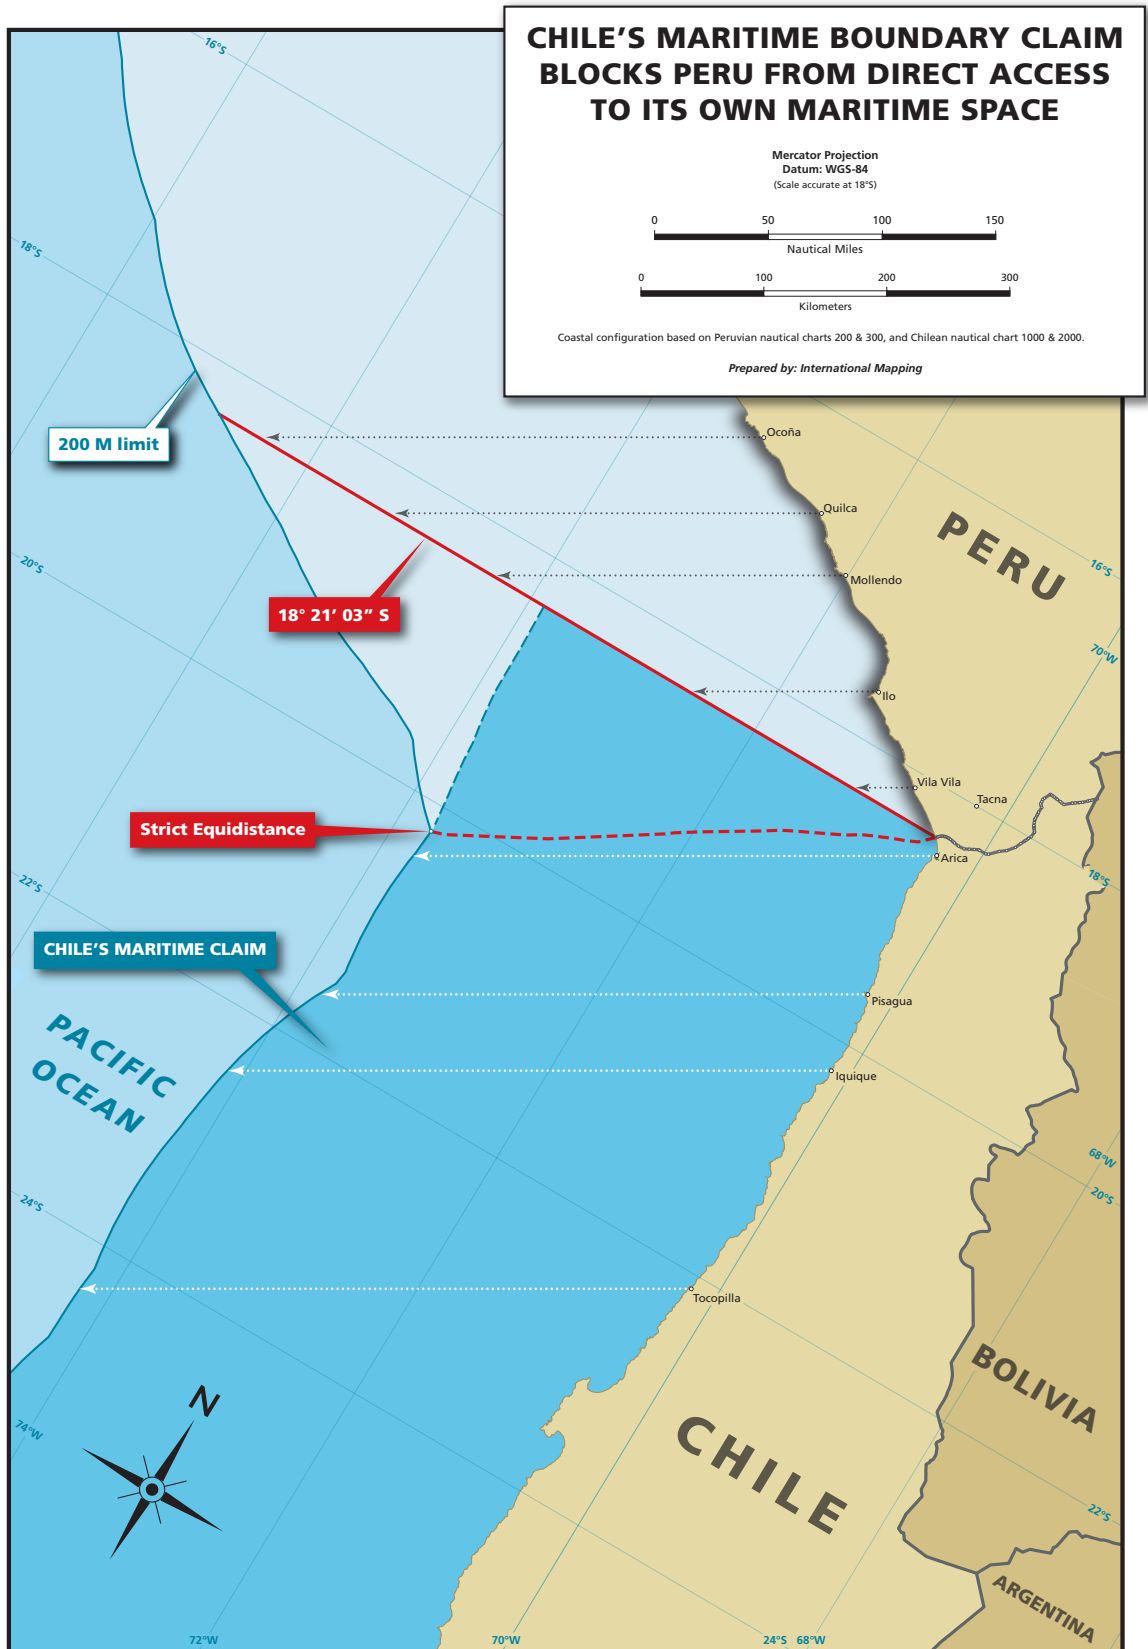 CHILE'S MARITIME BOUNDARY CLAIM
BLOCKS PERU FROM DIRECT ACCESS
TO ITS OWN MARITIME SPACE
Mercator Projection
Datum: WGS-84
(Scale accurate at 18°S)
0 50 100 150
Nautical Miles
0 100 200 300
Kilometers
Coastal configuration based on Peruvian nautical charts 200 & 300, and Chilean nautical chart 1000 & 2000.
Prepared by: International Mapping
16°S
18°S
200 M limit
Ocoña
Quilca
PERU
20°S
16°S
Mollendo
18° 21' 03" S
70°W
Ilo
Vila Vila
Tacna
Strict Equidistance
Arica
22°S
18°S
CHILE'S MARITIME CLAIM
Pisagua
PACIFIC
OCEAN
Iquique
68°W
24°S
20°S
Tocopilla
BOLIVIA
N
74°W
CHILE
22°S
ARGENTINA
72°W
70°W
24°S 68°W